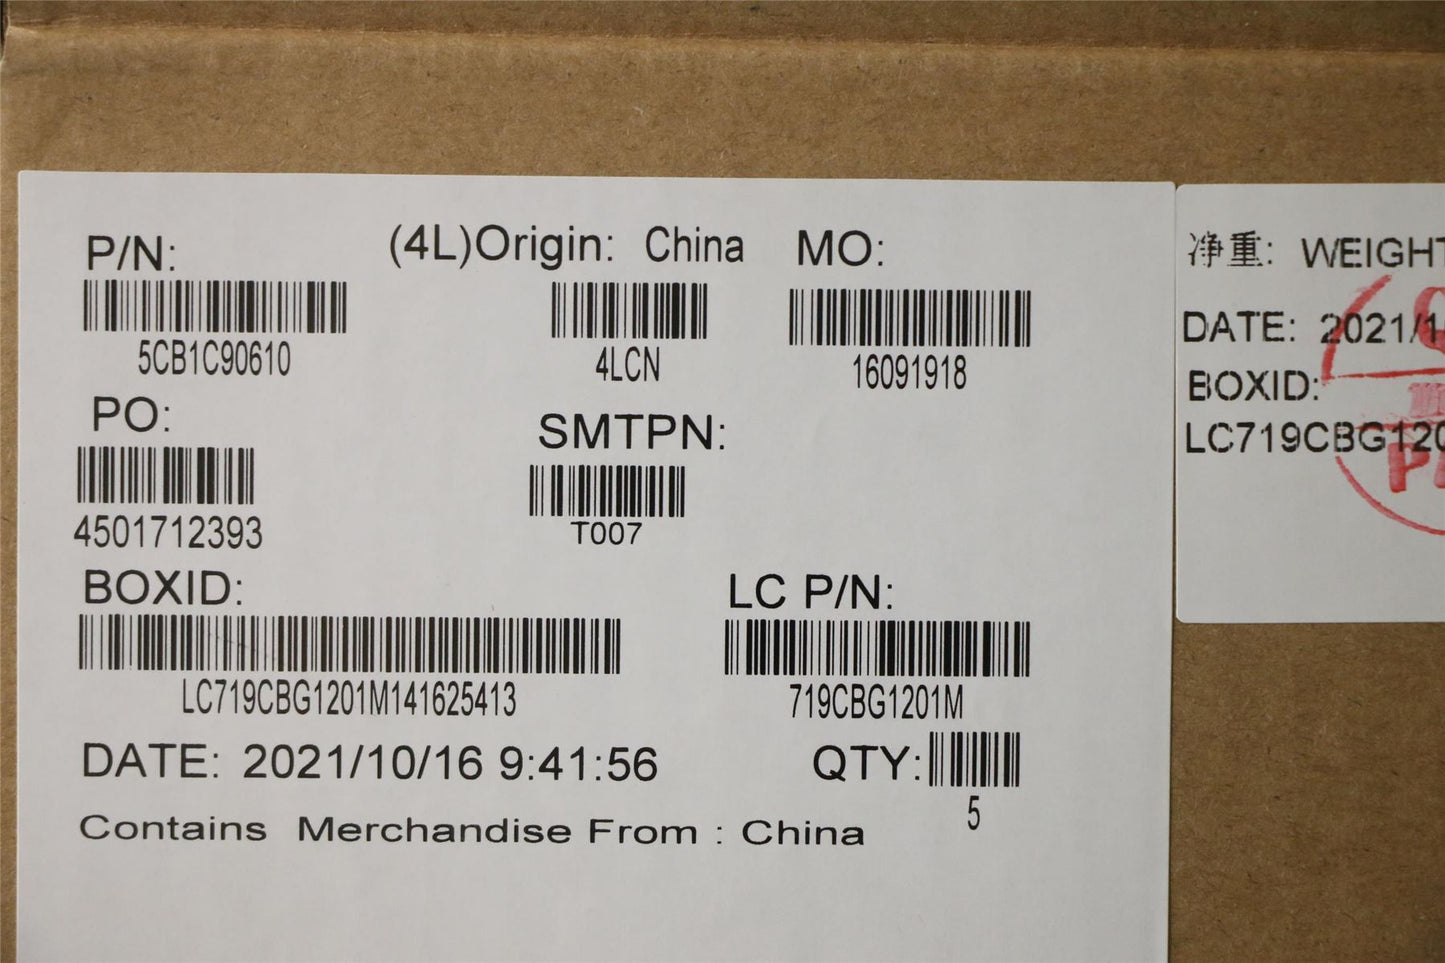 P/N: (4L)Origin: China MO:
5CB1C90610 4LCN 16091918
PO: SMTPN:
4501712393 T007
BOXID: LC P/N:
LC719CBG1201M141625413 719CBG1201M
DATE: 2021/10/16 9:41:56 QTY:
5
Contains Merchandise From : China
净重: WEIGHT
DATE: 2021/1
BOXID:
LC719CBG120